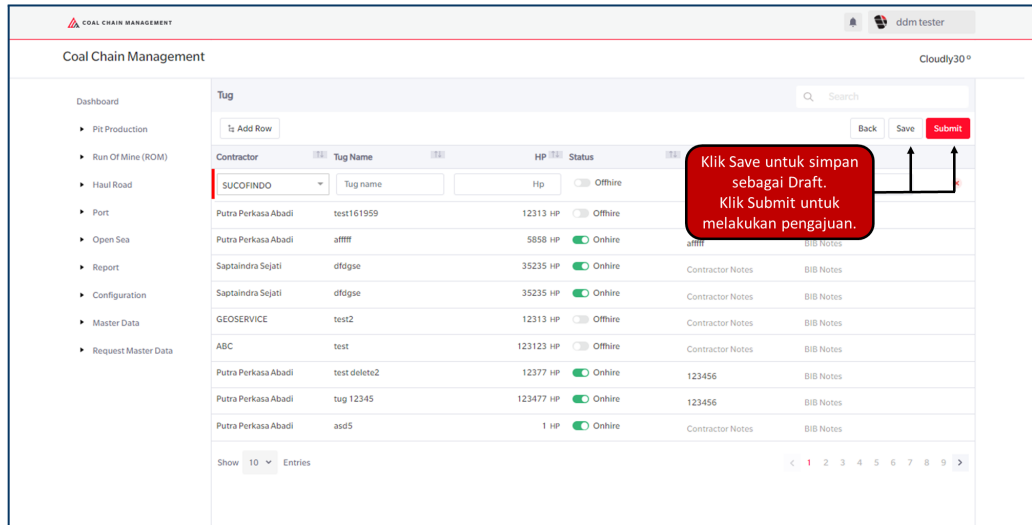 COAL CHAIN MANAGEMENT
ddm tester
Coal Chain Management
Cloudly30°
Dashboard
Pit Production
Run Of Mine (ROM)
Haul Road
Port
Open Sea
Report
Configuration
Master Data
Request Master Data
Tug
Search
Add Row
Back Save Submit
Contractor Tug Name HP Status
SUCOFINDO Tug name Hp Offhire
Klik Save untuk simpan
sebagai Draft.
Klik Submit untuk
melakukan pengajuan.
Putra Perkasa Abadi test161959 12313 HP Offhire
Putra Perkasa Abadi afffff 5858 HP Onhire afffff BIB Notes
Saptaindra Sejati dfdgse 35235 HP Onhire Contractor Notes BIB Notes
Saptaindra Sejati dfdgse 35235 HP Onhire Contractor Notes BIB Notes
GEOSERVICE test2 12313 HP Offhire Contractor Notes BIB Notes
ABC test 123123 HP Offhire Contractor Notes BIB Notes
Putra Perkasa Abadi test delete2 12377 HP Onhire 123456 BIB Notes
Putra Perkasa Abadi tug 12345 123477 HP Onhire 123456 BIB Notes
Putra Perkasa Abadi asd5 1 HP Onhire Contractor Notes BIB Notes
Show 10 Entries
< 1 2 3 4 5 6 7 8 9 >